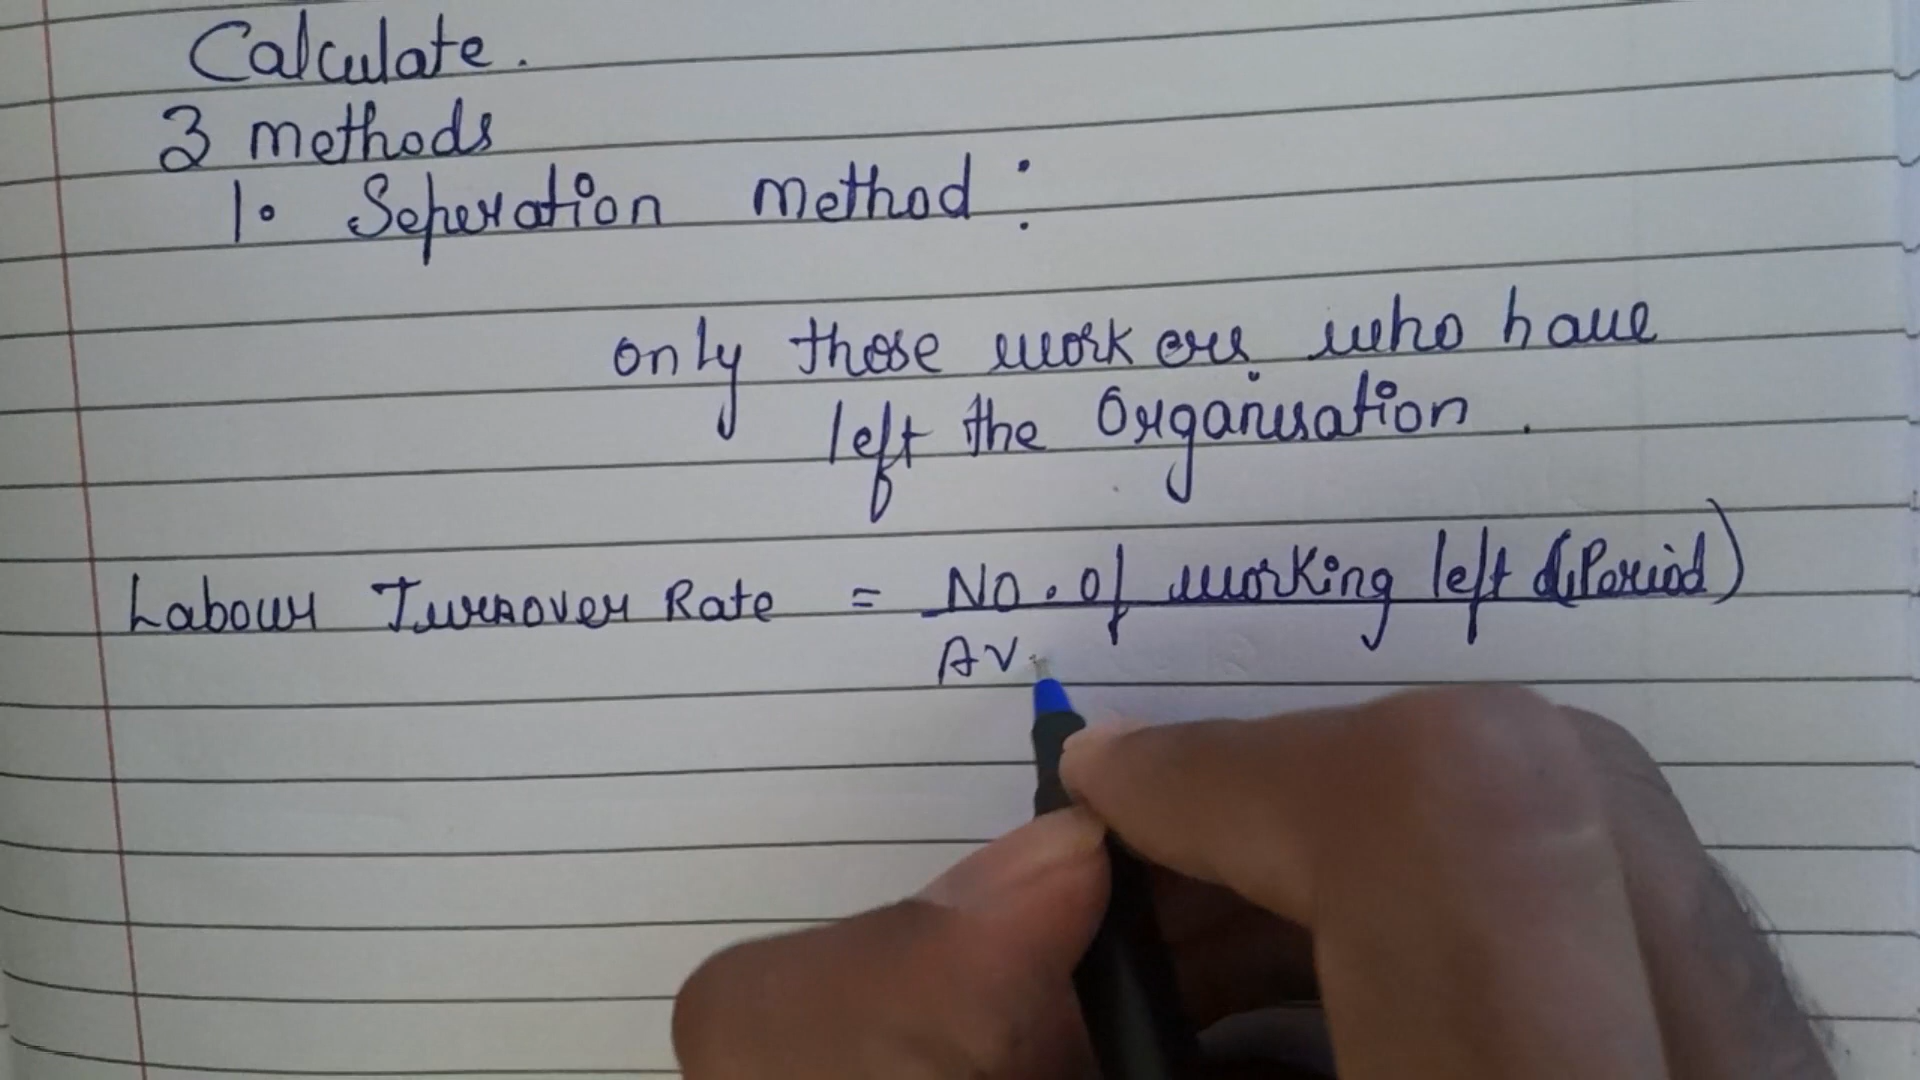 Calculate.
3 methods
1. Seperation method :
only those workers who have
left the Organisation.
Labour Turnover Rate = No. of working left (Period)
Av.